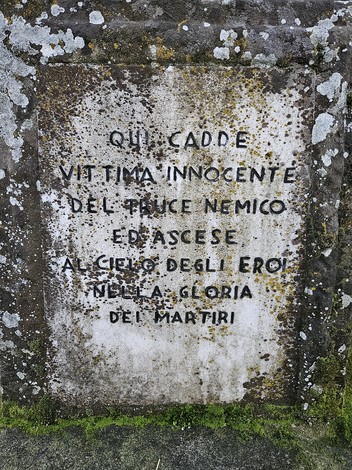 QUI CADDE
VITTIMA INNOCENTE
DEL TRUCE NEMICO
ED ASCESE
AL CIELO DEGLI EROI
NELLA GLORIA
DEI MARTIRI